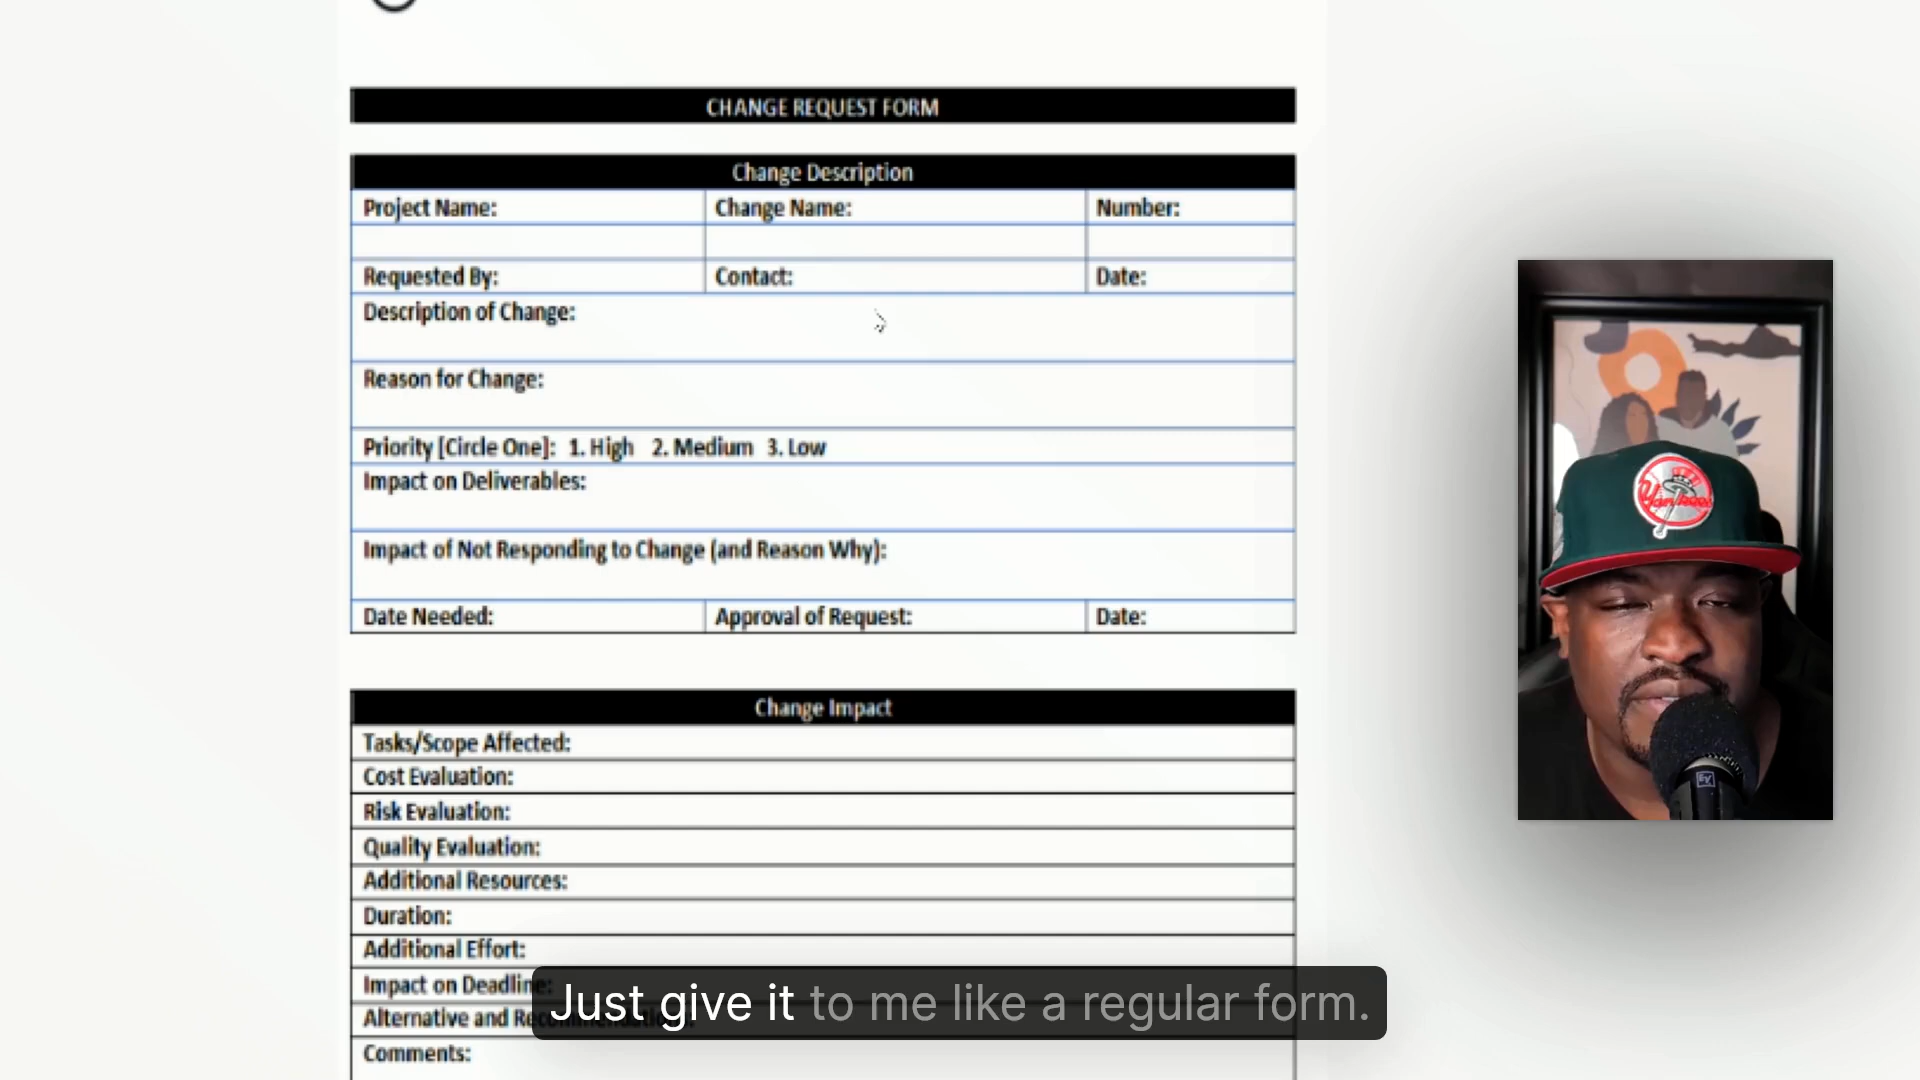 CHANGE REQUEST FORM
Change Description
Project Name: Change Name: Number:
Requested By: Contact: Date:
Description of Change:
Reason for Change:
Priority [Circle One]: 1. High 2. Medium 3. Low
Impact on Deliverables:
Impact of Not Responding to Change (and Reason Why):
Date Needed: Approval of Request: Date:
Change Impact
Tasks/Scope Affected:
Cost Evaluation:
Risk Evaluation:
Quality Evaluation:
Additional Resources:
Duration:
Additional Effort:
Impact on Deadline:
Alternative and Recommendations:
Comments:
Just give it to me like a regular form.
Yankees
EV